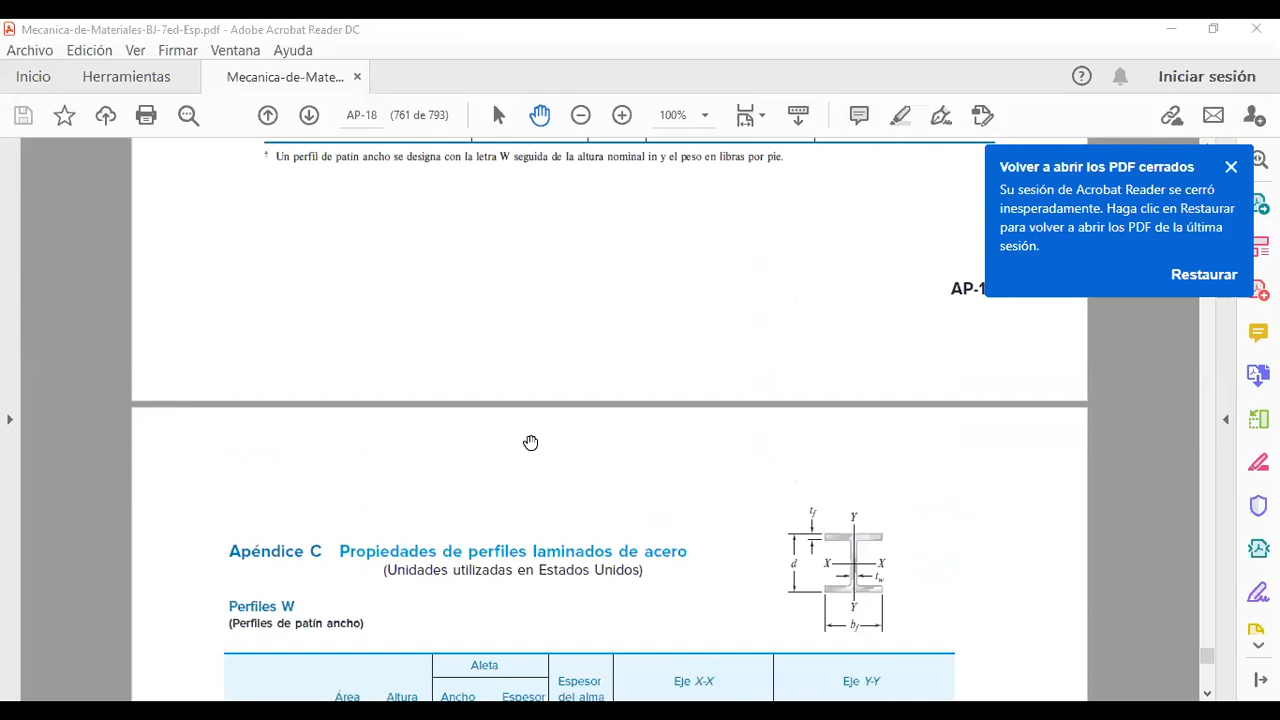 Mecanica-de-Materiales-BJ-7ed-Esp.pdf - Adobe Acrobat Reader DC
Archivo Edición Ver Firmar Ventana Ayuda
Inicio Herramientas Mecanica-de-Mate... × Iniciar sesión
AP-18 (761 de 793) 100%
‡ Un perfil de patín ancho se designa con la letra W seguida de la altura nominal in y el peso en libras por pie.
Volver a abrir los PDF cerrados
Su sesión de Acrobat Reader se cerró
inesperadamente. Haga clic en Restaurar
para volver a abrir los PDF de la última
sesión.
Restaurar
AP-1
Apéndice C Propiedades de perfiles laminados de acero
(Unidades utilizadas en Estados Unidos)
Perfiles W
(Perfiles de patín ancho)
tf
Y
d
X
X
tw
Y
bf
Aleta
Espesor
del alma
Eje X-X
Eje Y-Y
Área Altura Ancho Espesor